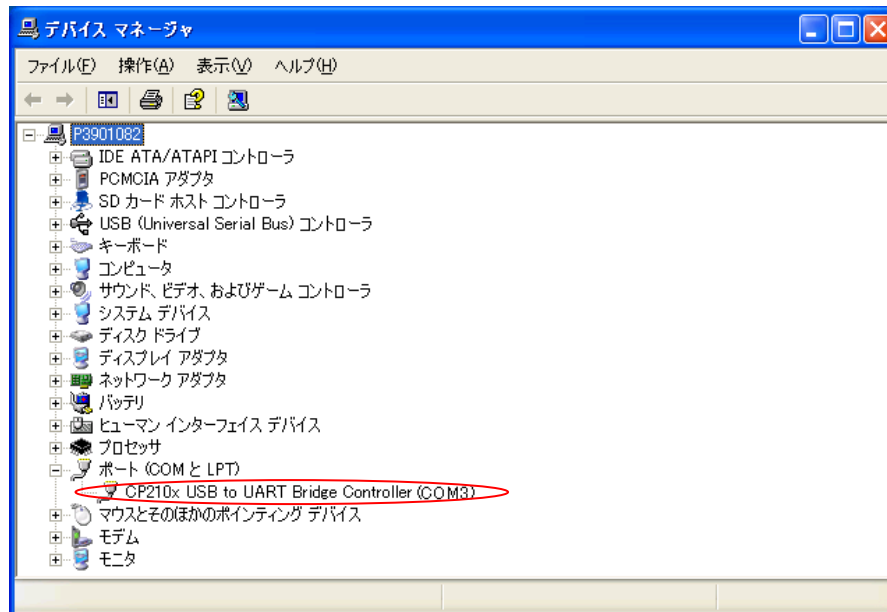 デバイス マネージャ
ファイル(F) 操作(A) 表示(V) ヘルプ(H)
P3901082
IDE ATA/ATAPI コントローラ
PCMCIA アダプタ
SD カード ホスト コントローラ
USB (Universal Serial Bus) コントローラ
キーボード
コンピュータ
サウンド、ビデオ、およびゲーム コントローラ
システム デバイス
ディスク ドライブ
ディスプレイ アダプタ
ネットワーク アダプタ
バッテリ
ヒューマン インターフェイス デバイス
プロセッサ
ポート (COM と LPT)
CP210x USB to UART Bridge Controller (COM3)
マウスとそのほかのポインティング デバイス
モデム
モニタ